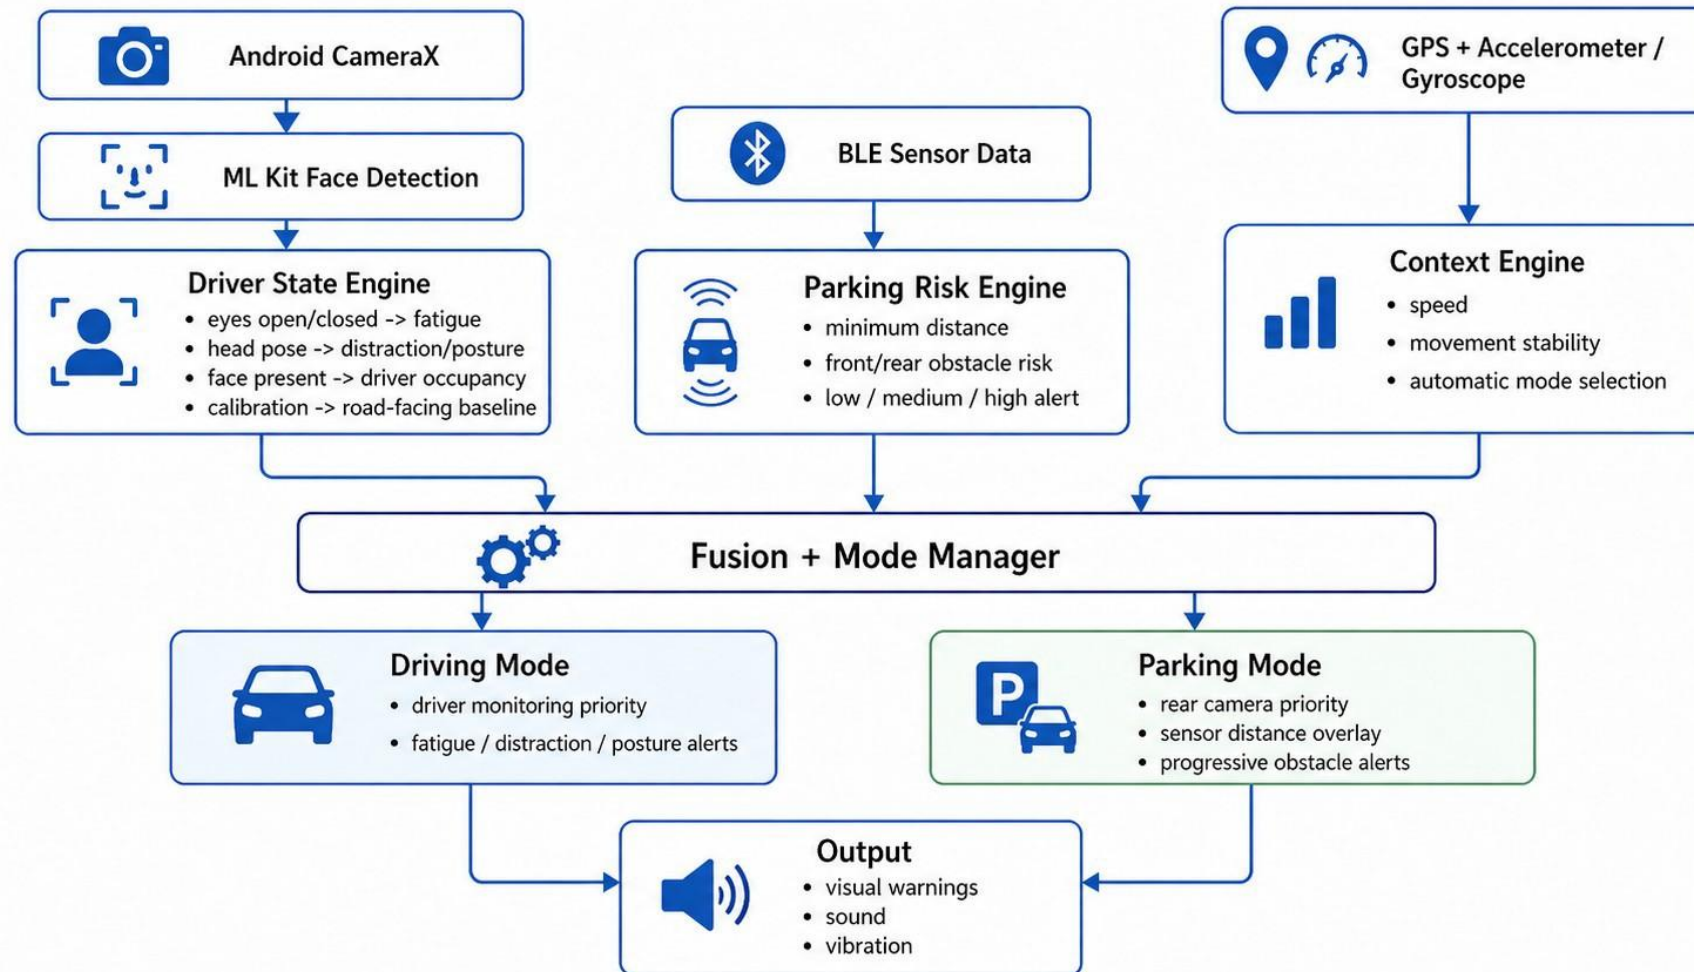 Android CameraX
ML Kit Face Detection
BLE Sensor Data
GPS + Accelerometer /
Gyroscope
Driver State Engine
• eyes open/closed -> fatigue
• head pose -> distraction/posture
• face present -> driver occupancy
• calibration -> road-facing baseline
Parking Risk Engine
• minimum distance
• front/rear obstacle risk
• low / medium / high alert
Context Engine
• speed
• movement stability
• automatic mode selection
Fusion + Mode Manager
Driving Mode
• driver monitoring priority
• fatigue / distraction / posture alerts
P
Parking Mode
• rear camera priority
• sensor distance overlay
• progressive obstacle alerts
Output
• visual warnings
• sound
• vibration